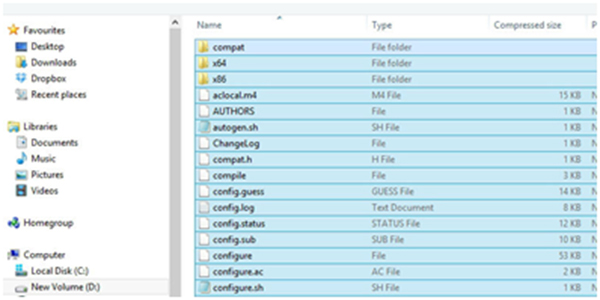 Name Type Compressed size P
Favourites
Desktop
Downloads
Dropbox
Recent places
Libraries
Documents
Music
Pictures
Videos
Homegroup
Computer
Local Disk (C:)
New Volume (D:)
compat File folder
x64 File folder
x86 File folder
aclocal.m4 M4 File 15 KB N
AUTHORS File 1 KB N
autogen.sh SH File 1 KB N
ChangeLog File 1 KB N
compat.h H File 1 KB N
compile File 3 KB N
config.guess GUESS File 14 KB N
config.log Text Document 8 KB N
config.status STATUS File 12 KB N
config.sub SUB File 10 KB N
configure File 53 KB N
configure.ac AC File 2 KB N
configure.sh SH File 1 KB N